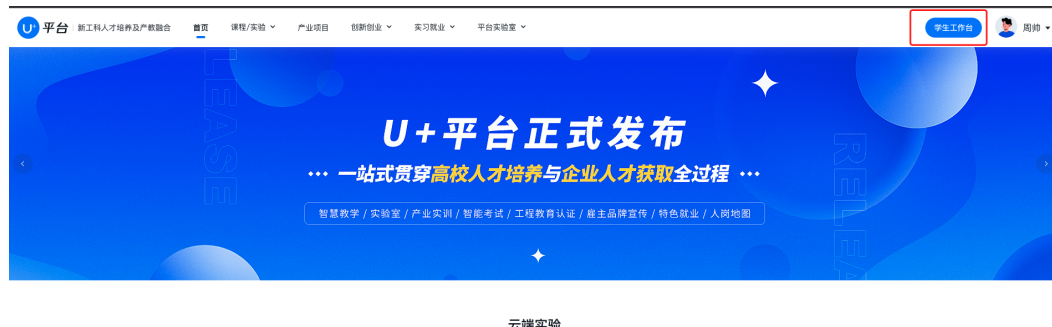 U+ 平台 新工科人才培养及产教融合 首页 课程/实验 产业项目 创新创业 实习就业 平台实验室 学生工作台 周帅
U+平台正式发布
··· 一站式贯穿高校人才培养与企业人才获取全过程 ···
智慧教学 / 实验室 / 产业实训 / 智能考试 / 工程教育认证 / 雇主品牌宣传 / 特色就业 / 人岗地图
LEASE
RELEA
云端实验